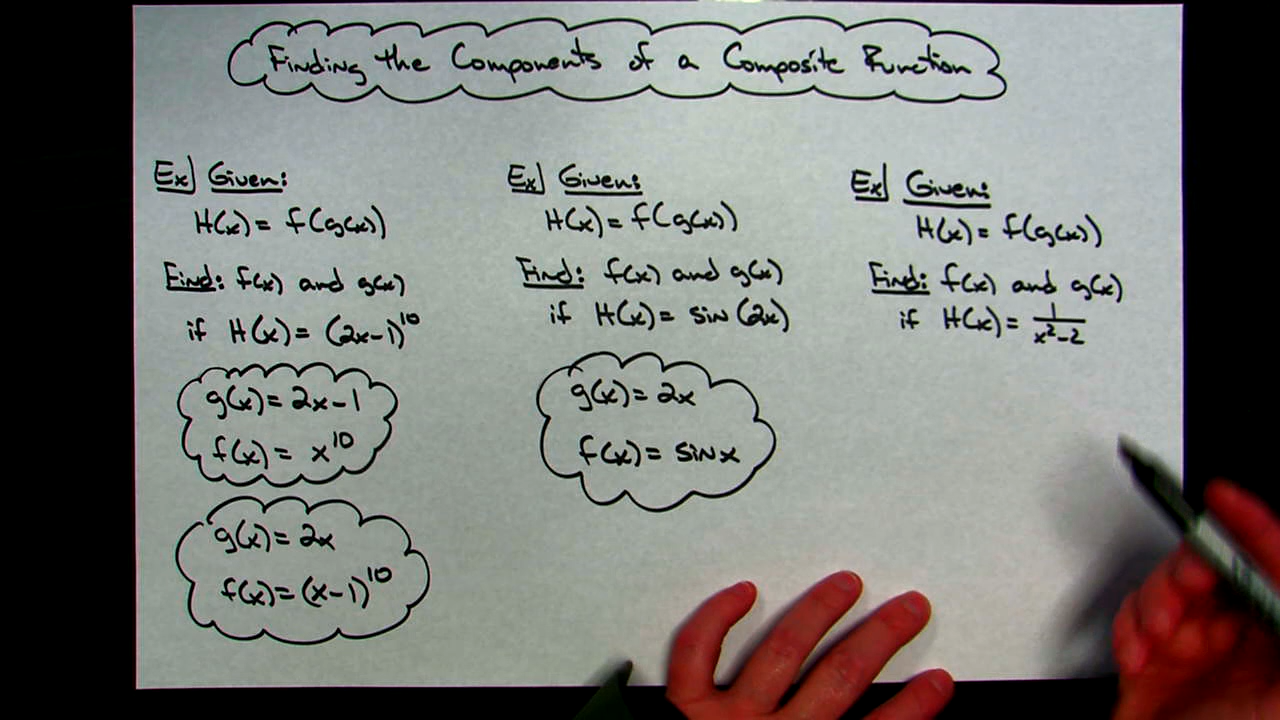 Finding the Components of a Composite Function
Ex) Given:
H(x) = f(g(x))
Find: f(x) and g(x)
if H(x) = (2x-1)^10
g(x) = 2x-1
f(x) = x^10
g(x) = 2x
f(x) = (x-1)^10
Ex) Given:
H(x) = f(g(x))
Find: f(x) and g(x)
if H(x) = sin(2x)
g(x) = 2x
f(x) = sinx
Ex) Given:
H(x) = f(g(x))
Find: f(x) and g(x)
if H(x) = 1/(x^2-2)